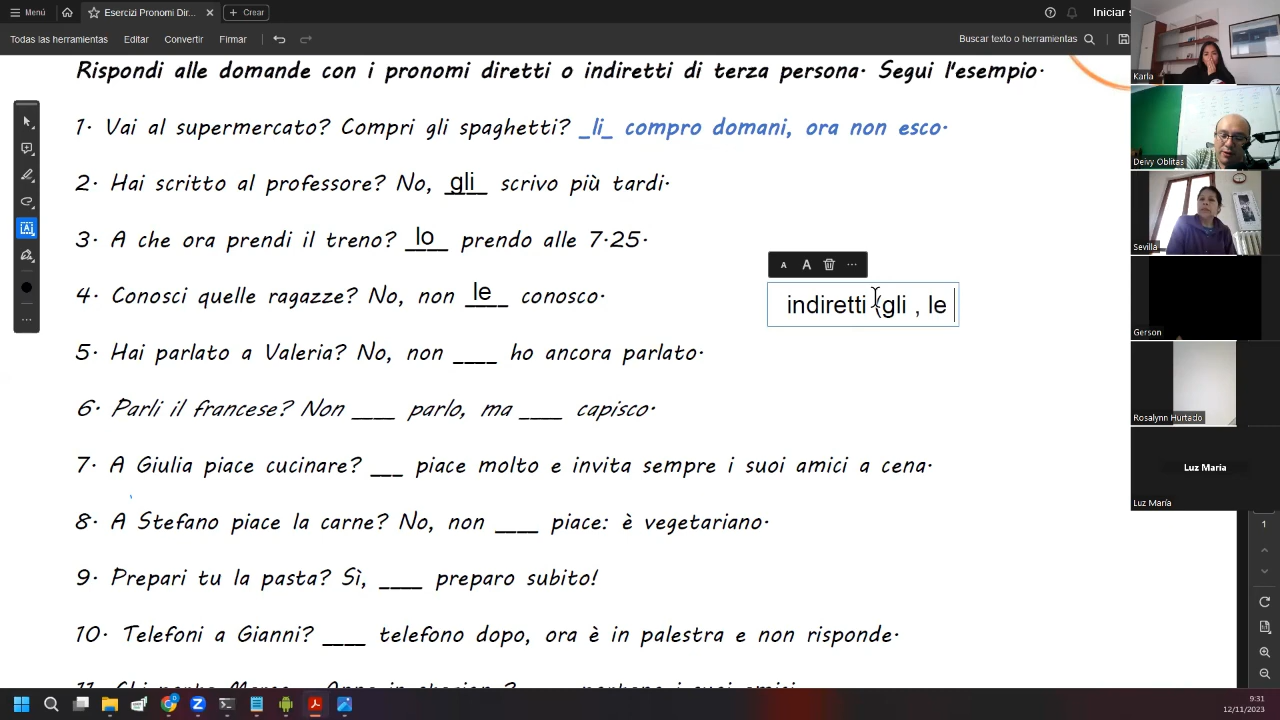 Menú
Esercizi Pronomi Dir...
Crear
Iniciar
Todas las herramientas Editar Convertir Firmar
Buscar texto o herramientas
Rispondi alle domande con i pronomi diretti o indiretti di terza persona. Segui l'esempio.
1. Vai al supermercato? Compri gli spaghetti? _li_ compro domani, ora non esco.
2. Hai scritto al professore? No, gli scrivo più tardi.
3. A che ora prendi il treno? lo prendo alle 7.25.
4. Conosci quelle ragazze? No, non le conosco.
indiretti (gli , le
5. Hai parlato a Valeria? No, non ____ ho ancora parlato.
6. Parli il francese? Non ____ parlo, ma ____ capisco.
7. A Giulia piace cucinare? ___ piace molto e invita sempre i suoi amici a cena.
8. A Stefano piace la carne? No, non ____ piace: è vegetariano.
9. Prepari tu la pasta? Sì, ____ preparo subito!
10. Telefoni a Gianni? ____ telefono dopo, ora è in palestra e non risponde.
Karla
Deivy Oblitas
Sevilla
Gerson
Rosalynn Hurtado
Luz Maria
Luz María
1
9:31
12/11/2023